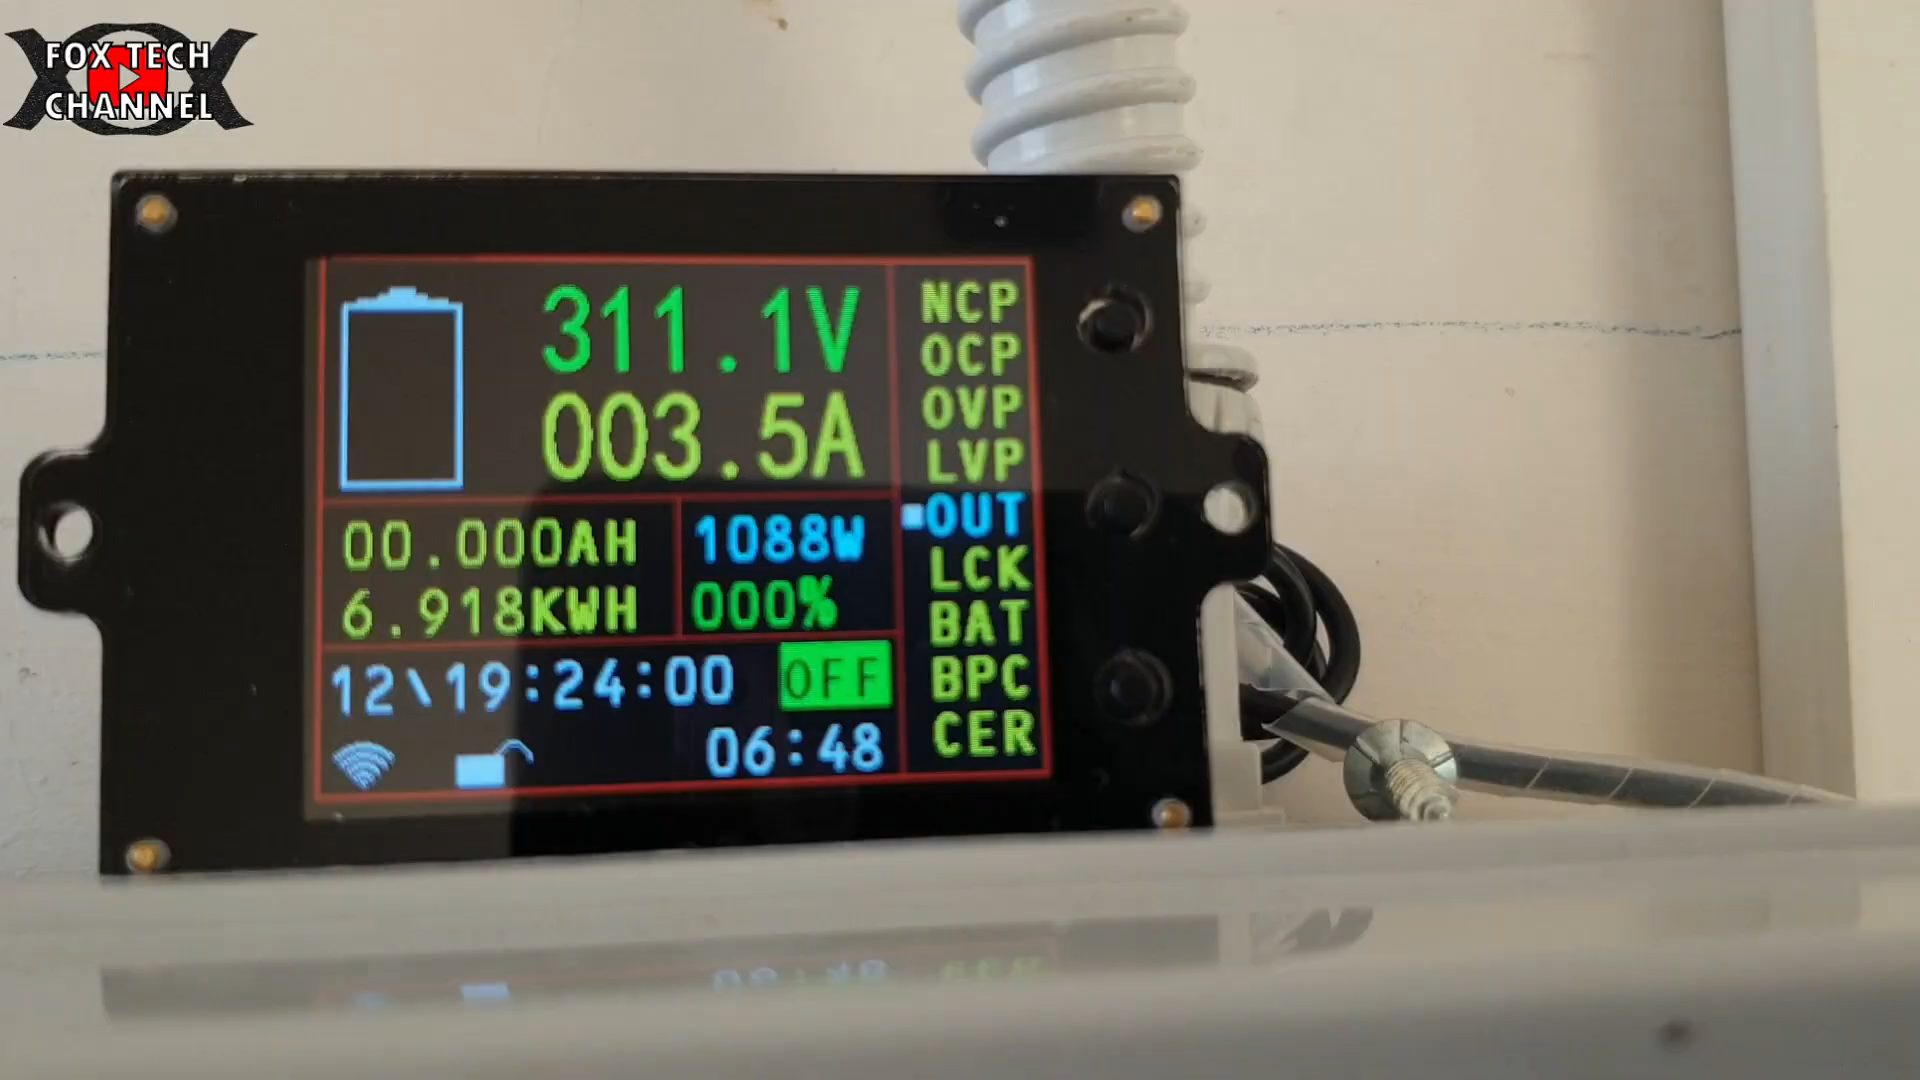 FOX TECH
CHANNEL
311.1V
003.5A
00.000AH
6.918KWH
1088W
000%
12\19:24:00
OFF
06:48
NCP
OCP
OVP
LVP
OUT
LCK
BAT
BPC
CER